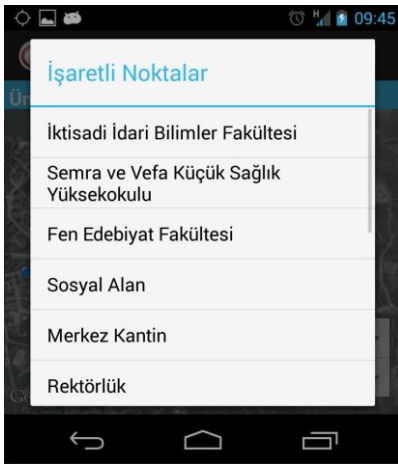 H 09:45
İşaretli Noktalar
Ür
İktisadi İdari Bilimler Fakültesi
Semra ve Vefa Küçük Sağlık
Yüksekokulu
Fen Edebiyat Fakültesi
Sosyal Alan
Merkez Kantin
Rektörlük